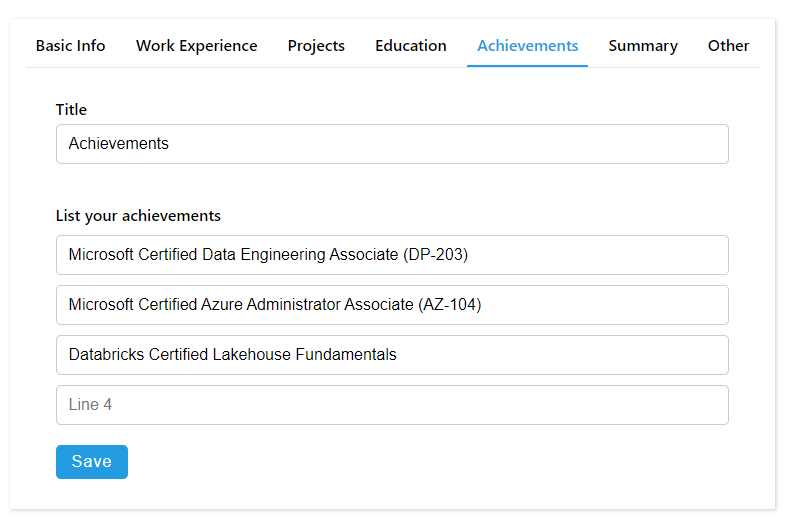 Basic Info Work Experience Projects Education Achievements Summary Other
Title
Achievements
List your achievements
Microsoft Certified Data Engineering Associate (DP-203)
Microsoft Certified Azure Administrator Associate (AZ-104)
Databricks Certified Lakehouse Fundamentals
Line 4
Save